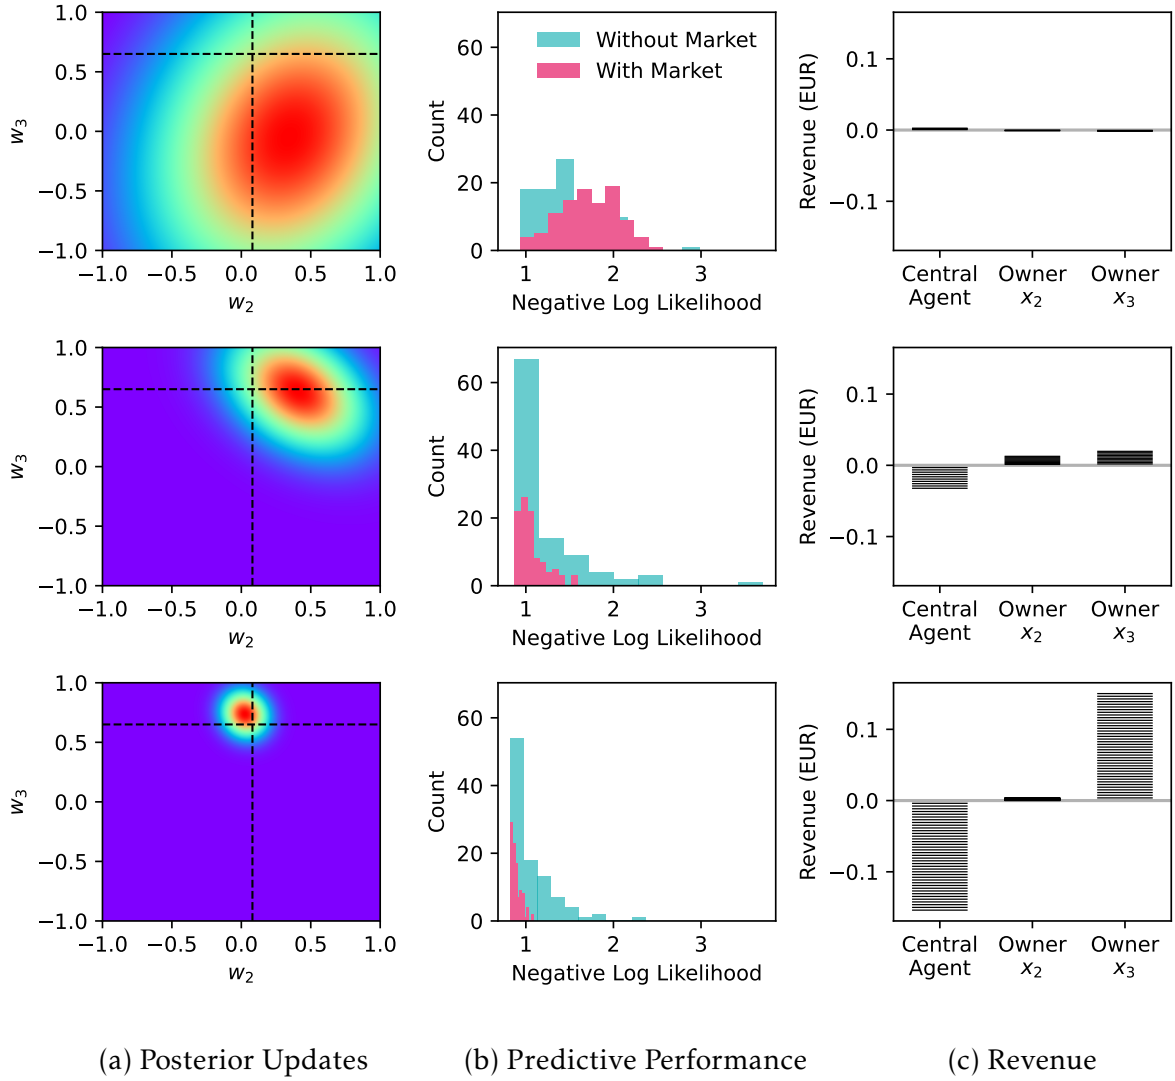 1.0
0.5
0.0
−0.5
−1.0
w3
−1.0 −0.5 0.0 0.5 1.0
w2
60
40
20
0
Count
Without Market
With Market
1 2 3
Negative Log Likelihood
0.1
0.0
−0.1
Revenue (EUR)
Central Owner Owner
Agent x2 x3
1.0
0.5
0.0
−0.5
−1.0
w3
−1.0 −0.5 0.0 0.5 1.0
w2
60
40
20
0
Count
1 2 3
Negative Log Likelihood
0.1
0.0
−0.1
Revenue (EUR)
Central Owner Owner
Agent x2 x3
1.0
0.5
0.0
−0.5
−1.0
w3
−1.0 −0.5 0.0 0.5 1.0
w2
60
40
20
0
Count
1 2 3
Negative Log Likelihood
0.1
0.0
−0.1
Revenue (EUR)
Central Owner Owner
Agent x2 x3
(a) Posterior Updates (b) Predictive Performance (c) Revenue